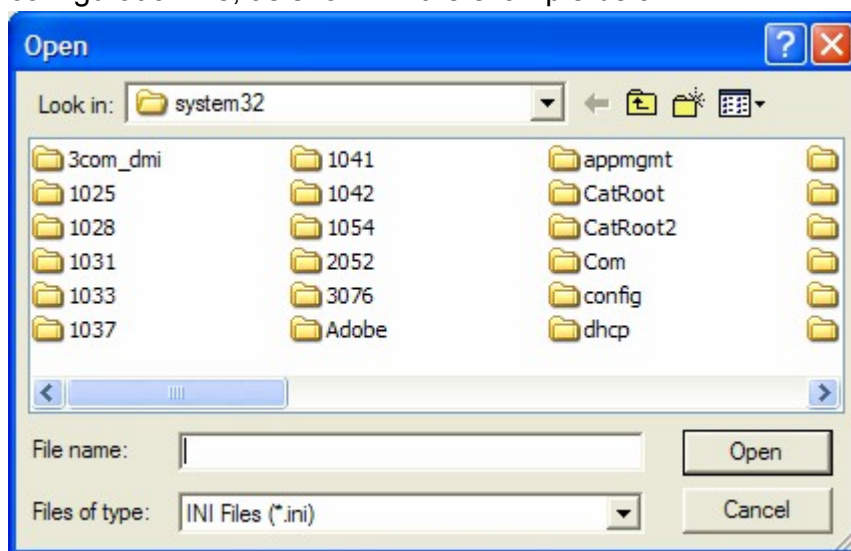 Open
Look in: system32
3com_dmi 1041 appmgmt
1025 1042 CatRoot
1028 1054 CatRoot2
1031 2052 Com
1033 3076 config
1037 Adobe dhcp
File name: Open
Files of type: INI Files (*.ini) Cancel